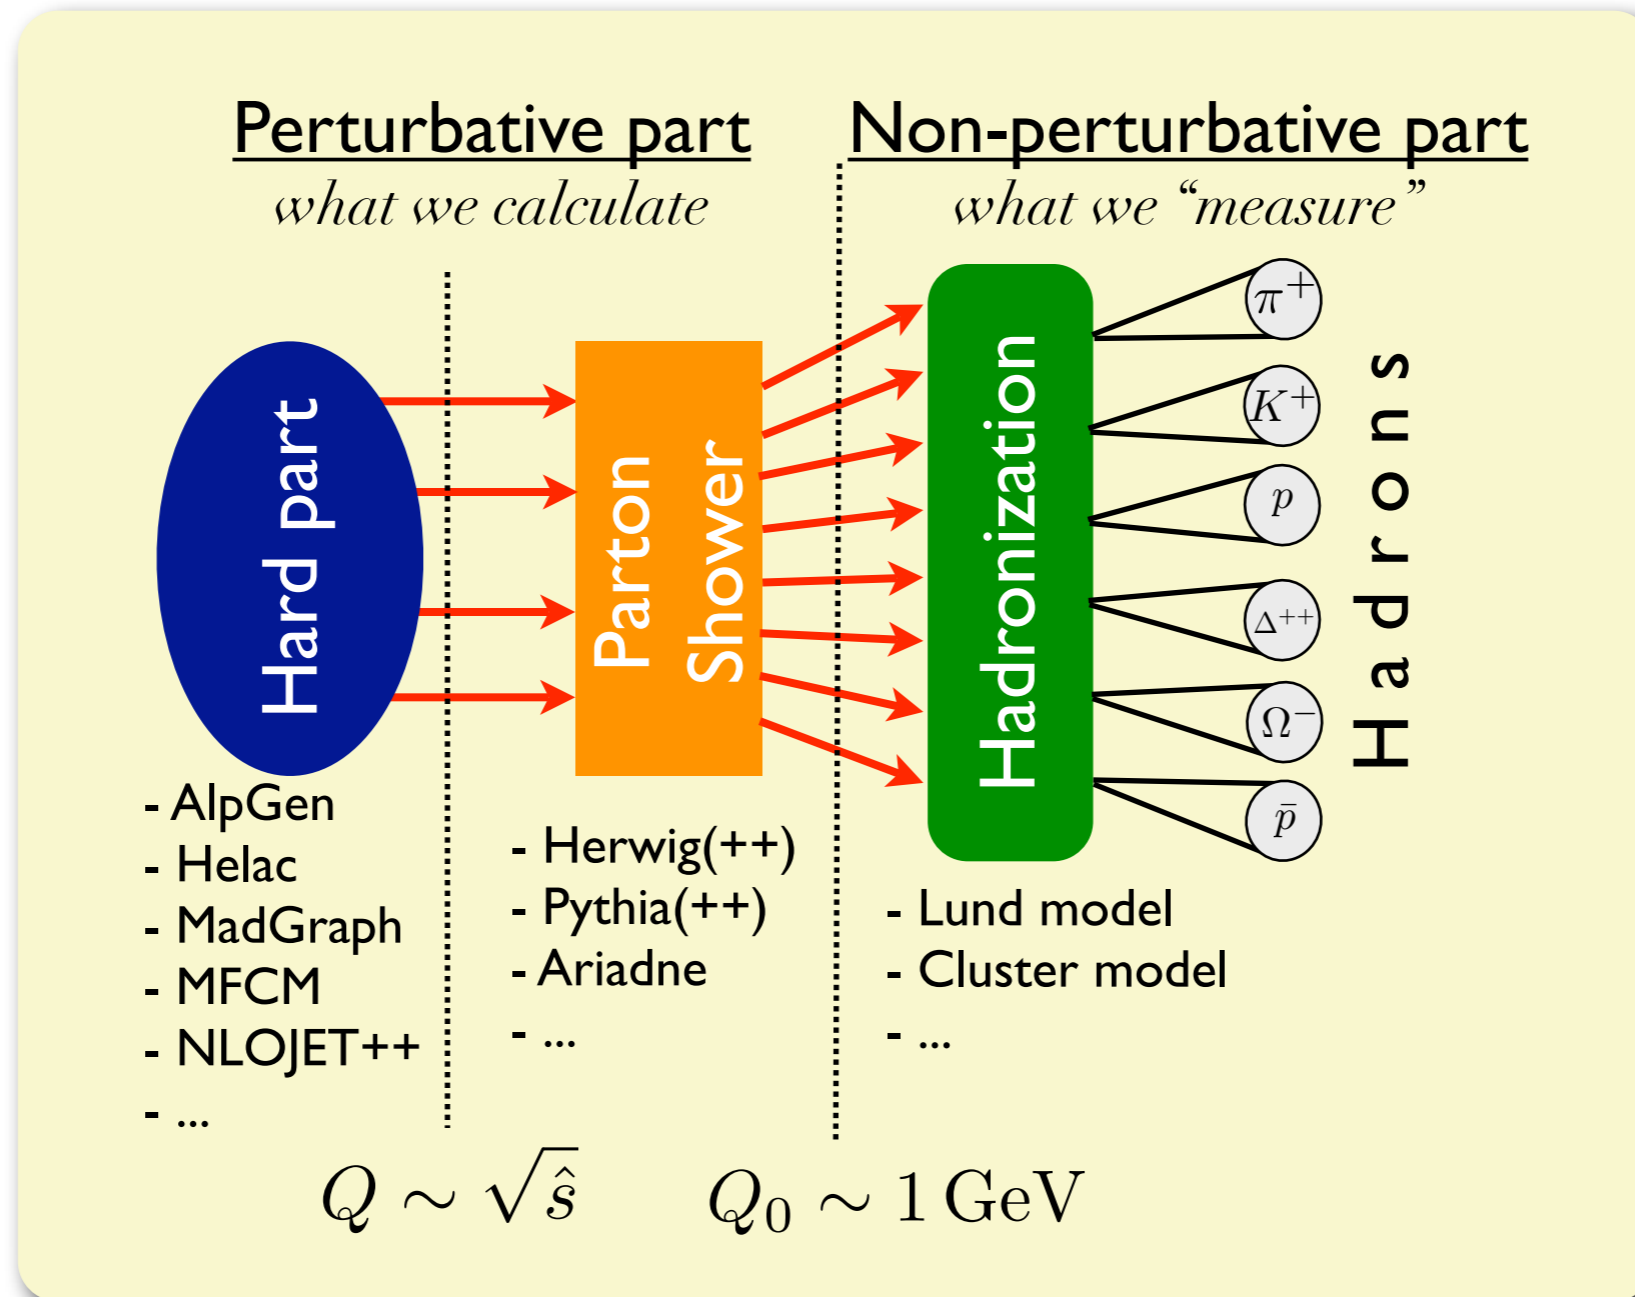 Perturbative part
what we calculate
Non-perturbative part
what we “measure”
Hard part
Parton
Shower
Hadronization
π⁺
K⁺
p
Δ⁺⁺
Ω⁻
p̄
Hadrons
- AlpGen
- Helac
- MadGraph
- MFCM
- NLOJET++
- ...
- Herwig(++)
- Pythia(++)
- Ariadne
- ...
- Lund model
- Cluster model
- ...
Q ∼ √ŝ
Q₀ ∼ 1 GeV